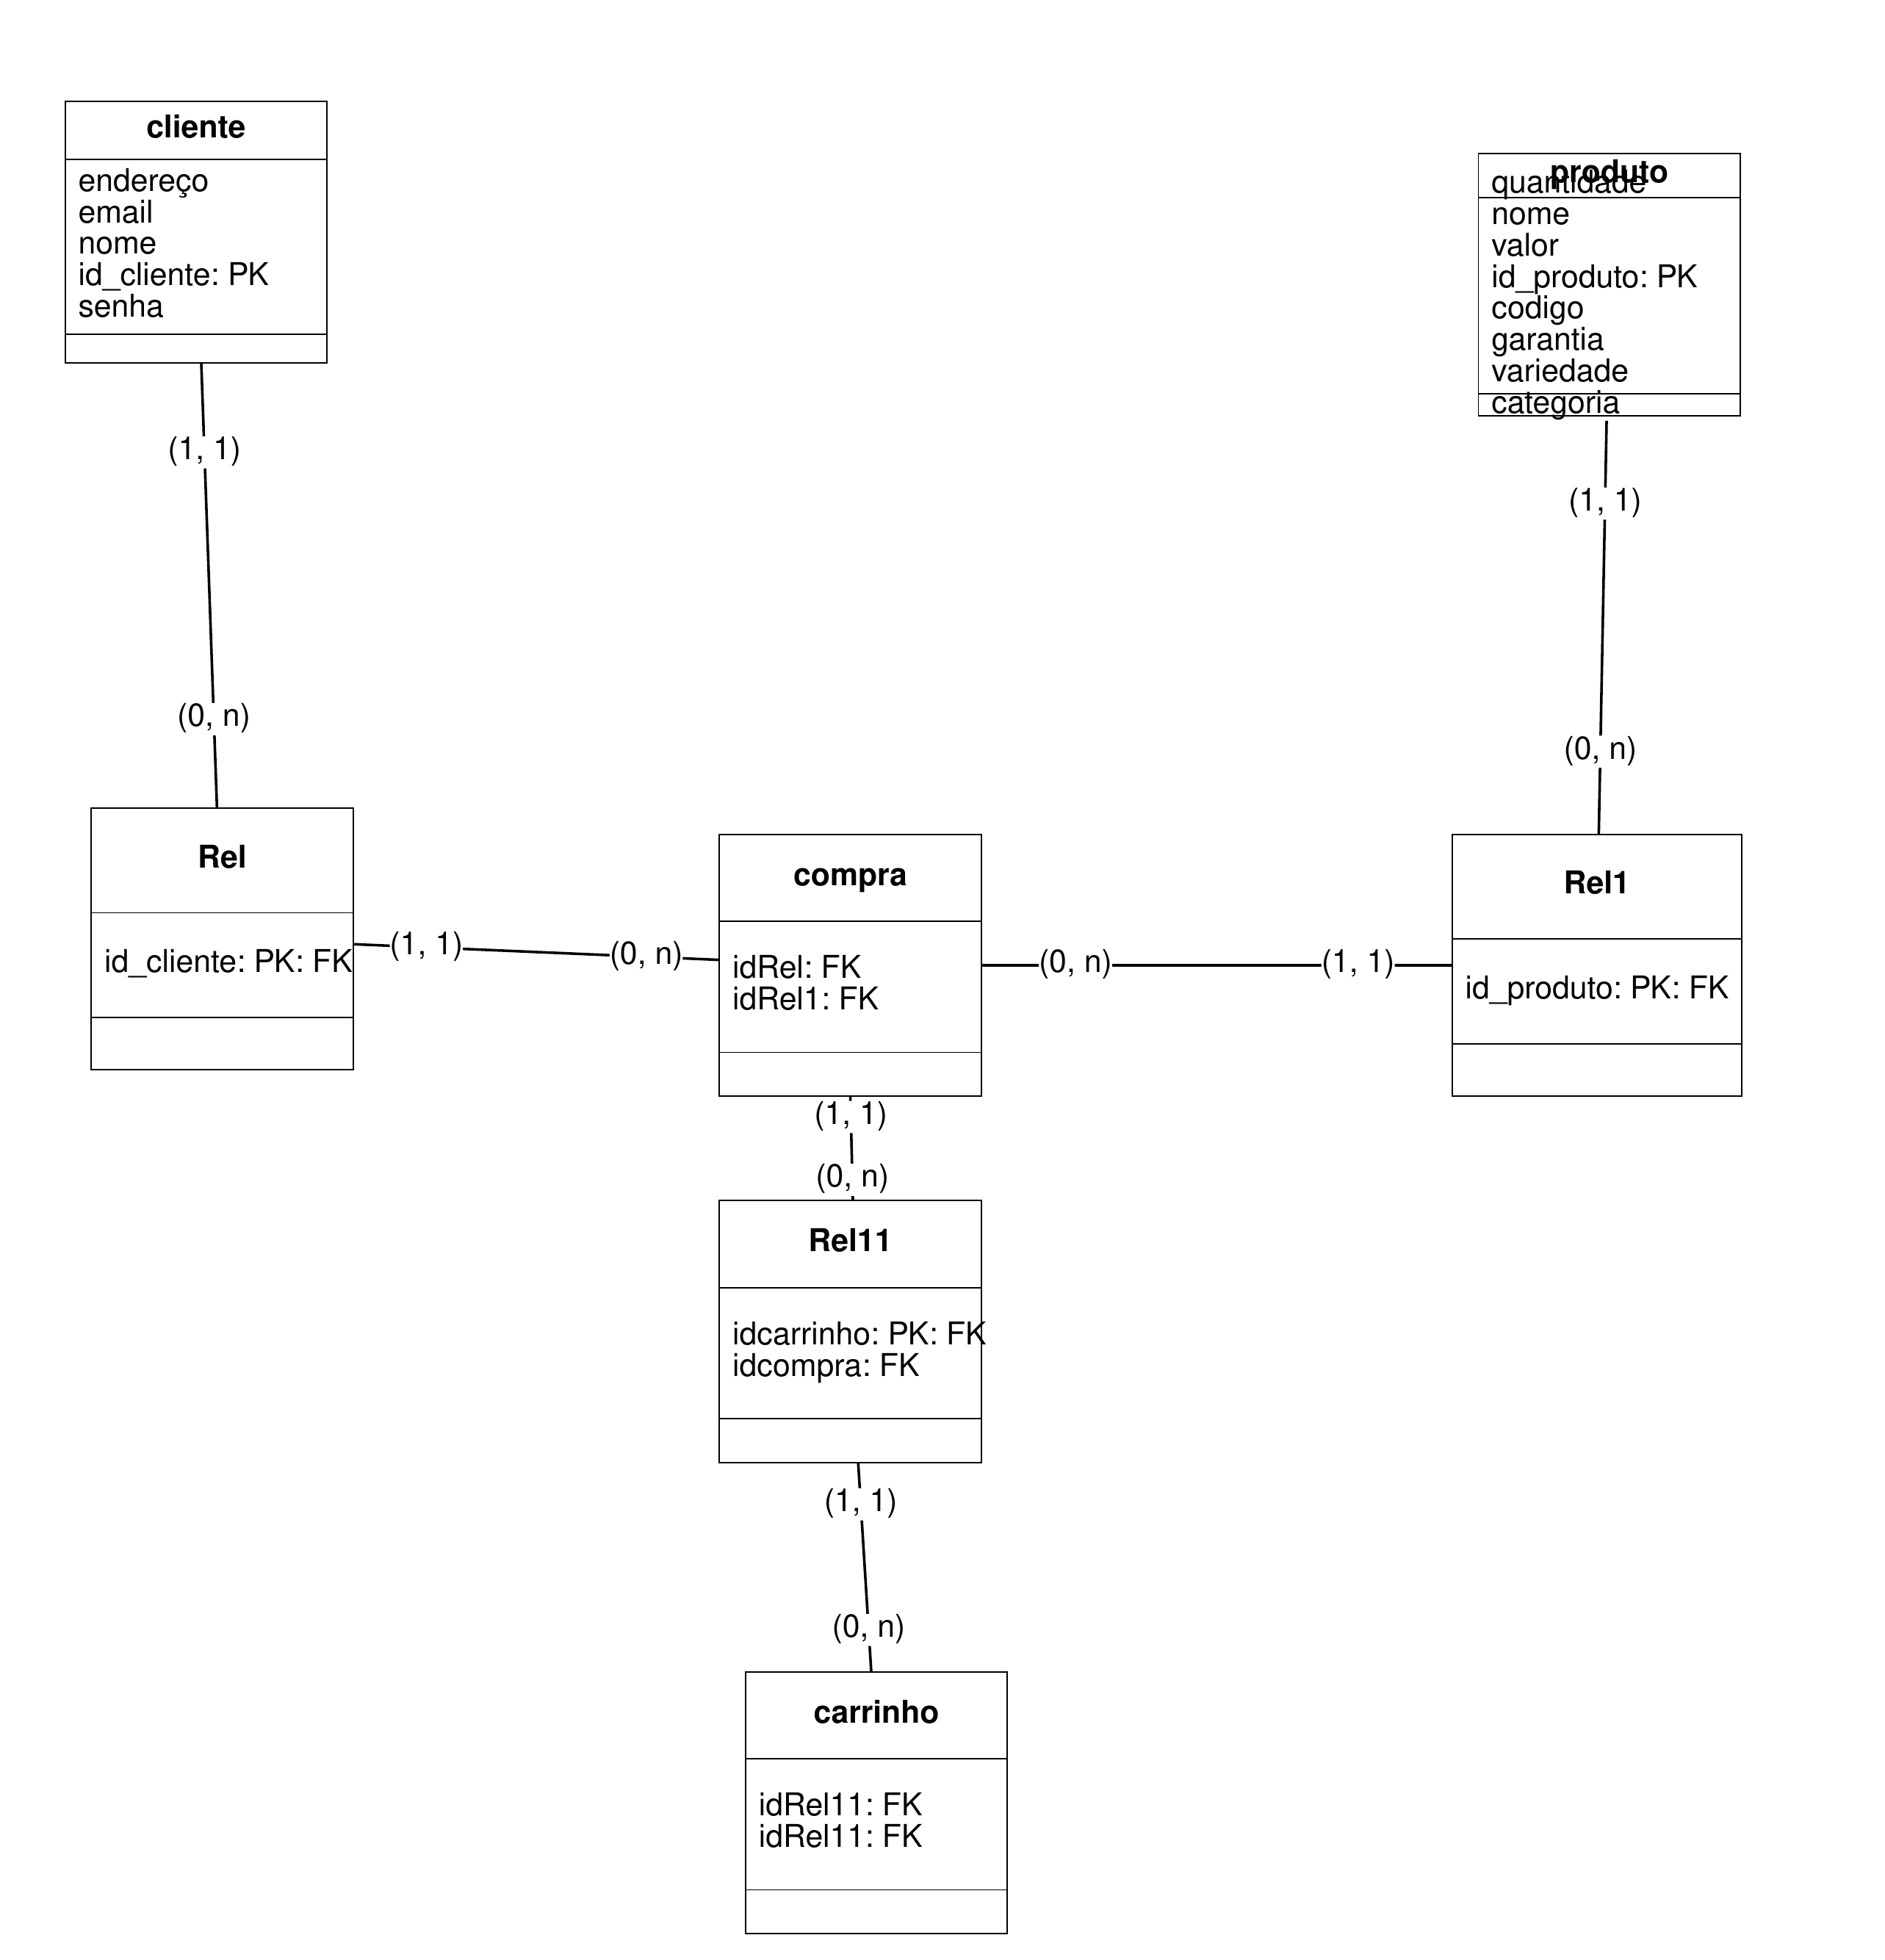 cliente
endereço
email
nome
id_cliente: PK
senha
produto
quantidade
nome
valor
id_produto: PK
codigo
garantia
variedade
categoria
(1, 1)
(1, 1)
(0, n)
(0, n)
Rel
id_cliente: PK: FK
(1, 1)
(0, n)
compra
idRel: FK
idRel1: FK
(0, n)
(1, 1)
Rel1
id_produto: PK: FK
(1, 1)
(0, n)
Rel11
idcarrinho: PK: FK
idcompra: FK
(1, 1)
(0, n)
carrinho
idRel11: FK
idRel11: FK